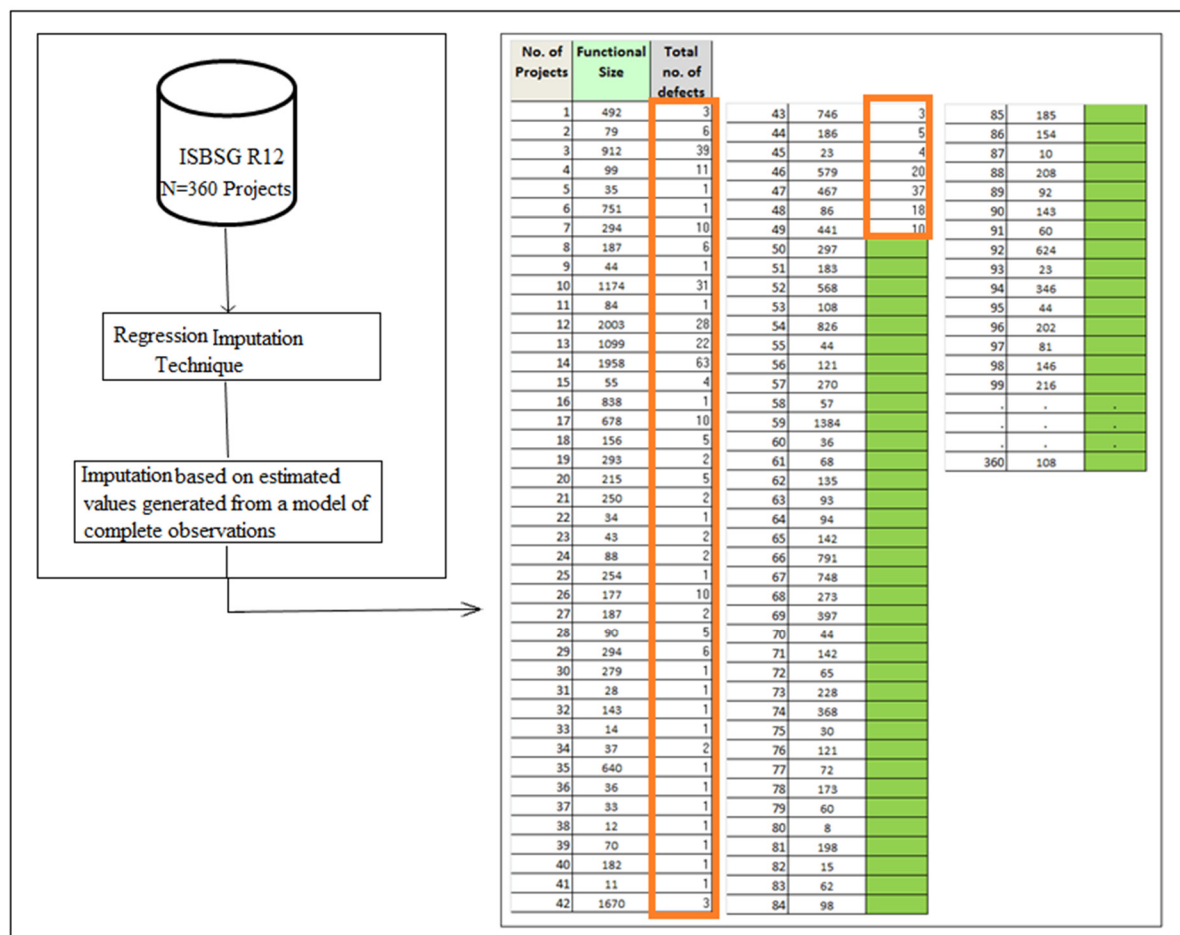 ISBSG R12
N=360 Projects
Regression Imputation
Technique
Imputation based on estimated
values generated from a model of
complete observations
No. of Projects Functional Size Total no. of defects
1 492 3
2 79 6
3 912 39
4 99 11
5 35 1
6 751 1
7 294 10
8 187 6
9 44 1
10 1174 31
11 84 1
12 2003 28
13 1099 22
14 1958 63
15 55 4
16 838 1
17 678 10
18 156 5
19 293 2
20 215 5
21 250 2
22 34 1
23 43 2
24 88 2
25 254 1
26 177 10
27 187 2
28 90 5
29 294 6
30 279 1
31 28 1
32 143 1
33 14 1
34 37 2
35 640 1
36 36 1
37 33 1
38 12 1
39 70 1
40 182 1
41 11 1
42 1670 3
43 746 3
44 186 5
45 23 4
46 579 20
47 467 37
48 86 18
49 441 10
50 297
51 183
52 568
53 108
54 826
55 44
56 121
57 270
58 57
59 1384
60 36
61 68
62 135
63 93
64 94
65 142
66 791
67 748
68 273
69 397
70 44
71 142
72 65
73 228
74 368
75 30
76 121
77 72
78 173
79 60
80 8
81 198
82 15
83 62
84 98
85 185
86 154
87 10
88 208
89 92
90 143
91 60
92 624
93 23
94 346
95 44
96 202
97 81
98 146
99 216
. . .
. . .
. . .
360 108